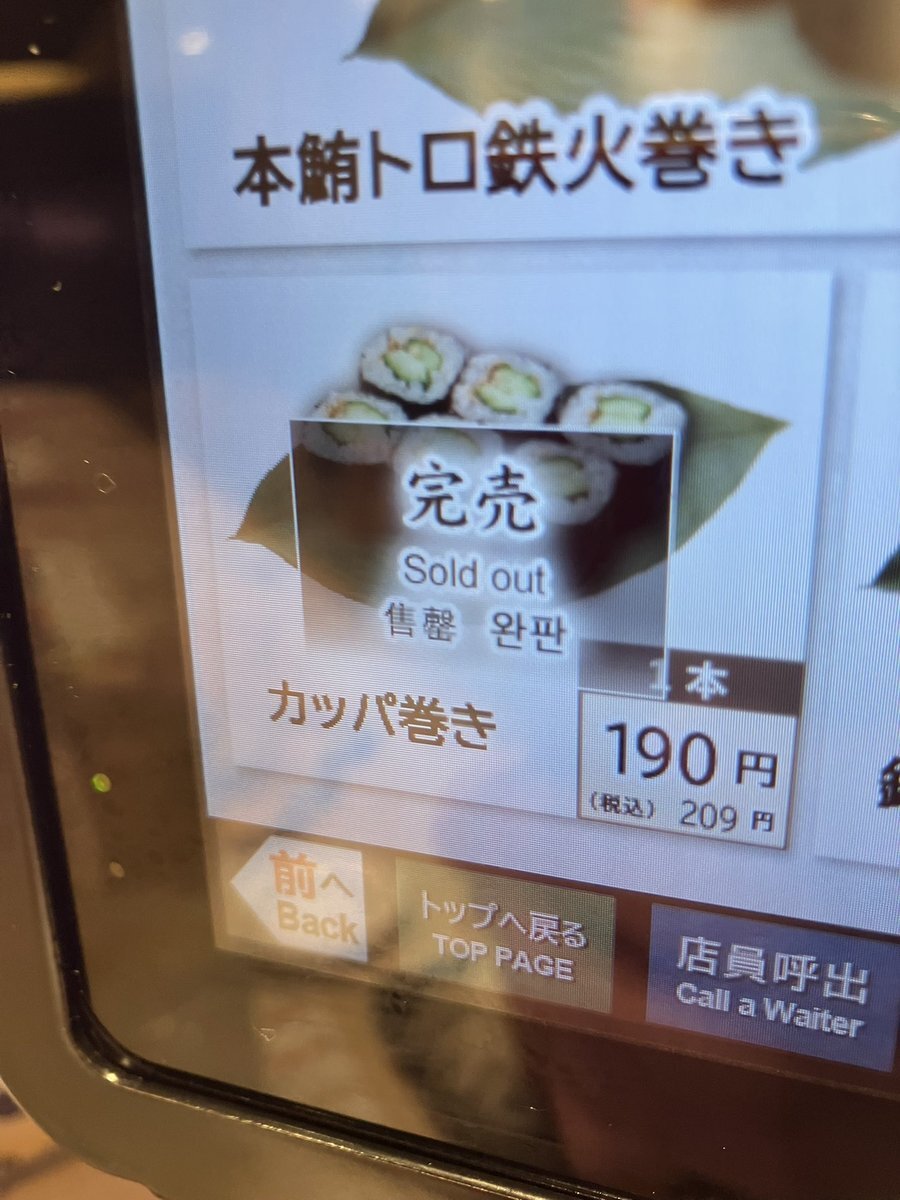 本鮪トロ鉄火巻き
完売
Sold out
售罄 완판
カッパ巻き
1本
190円
(税込) 209円
前へ
Back
トップへ戻る
TOP PAGE
店員呼出
Call a Waiter